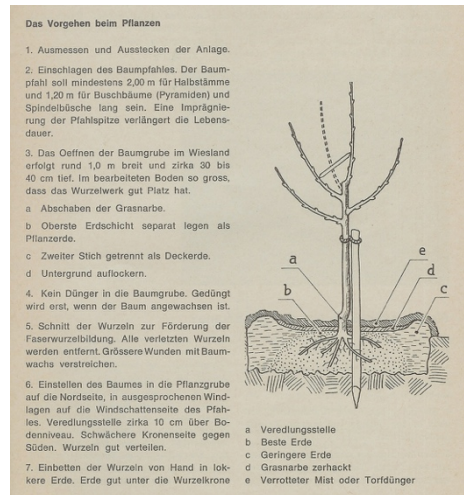 Das Vorgehen beim Pflanzen
1. Ausmessen und Ausstecken der Anlage.
2. Einschlagen des Baumpfahles. Der Baum-
pfahl soll mindestens 2,00 m für Halbstämme
und 1,20 m für Buschbäume (Pyramiden) und
Spindelbüsche lang sein. Eine Imprägnie-
rung der Pfahlspitze verlängert die Lebens-
dauer.
3. Das Oeffnen der Baumgrube im Wiesland
erfolgt rund 1,0 m breit und zirka 30 bis
40 cm tief. Im bearbeiteten Boden so gross,
dass das Wurzelwerk gut Platz hat.
a Abschaben der Grasnarbe.
b Oberste Erdschicht separat legen als
Pflanzerde.
c Zweiter Stich getrennt als Deckerde.
d Untergrund auflockern.
4. Kein Dünger in die Baumgrube. Gedüngt
wird erst, wenn der Baum angewachsen ist.
5. Schnitt der Wurzeln zur Förderung der
Faserwurzelbildung. Alle verletzten Wurzeln
werden entfernt. Grössere Wunden mit Baum-
wachs verstreichen.
6. Einstellen des Baumes in die Pflanzgrube
auf die Nordseite, in ausgesprochenen Wind-
lagen auf die Windschattenseite des Pfah-
les. Veredlungsstelle zirka 10 cm über Bo-
denniveau. Schwächere Kronenseite gegen
Süden. Wurzeln gut verteilen.
7. Einbetten der Wurzeln von Hand in lok-
kere Erde. Erde gut unter die Wurzelkrone
a
b
e
d
c
a Veredlungsstelle
b Beste Erde
c Geringere Erde
d Grasnarbe zerhackt
e Verrotteter Mist oder Torfdünger